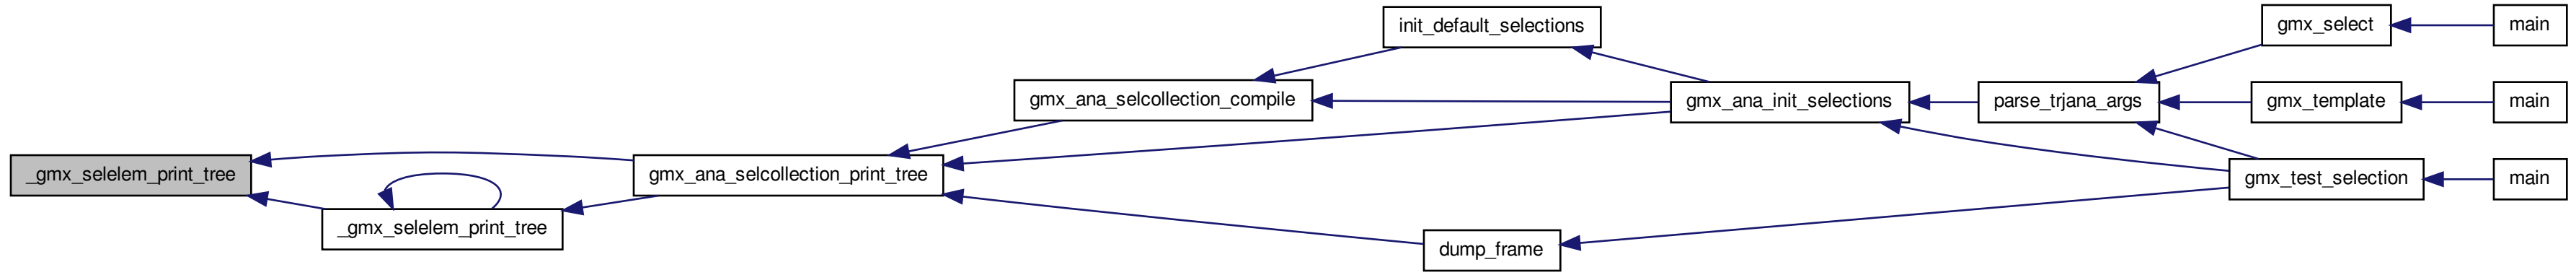 _gmx_selelem_print_tree
_gmx_selelem_print_tree
gmx_ana_selcollection_print_tree
gmx_ana_selcollection_compile
init_default_selections
gmx_ana_init_selections
dump_frame
parse_trjana_args
gmx_select
gmx_template
gmx_test_selection
main
main
main